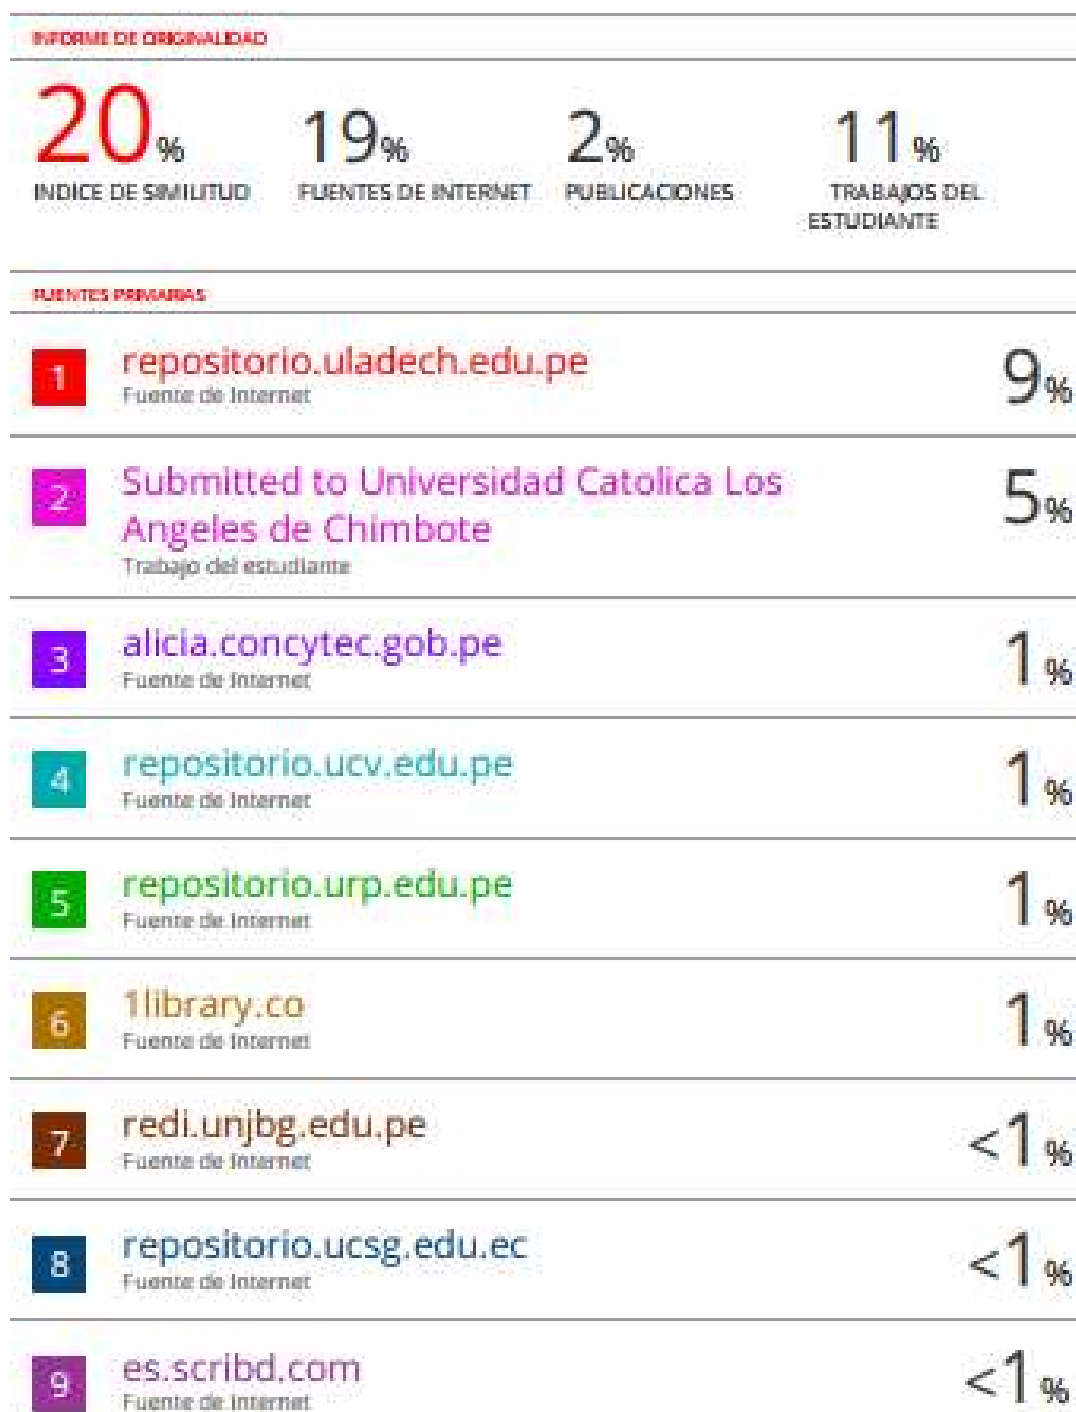 INFORME DE ORIGINALIDAD
20% 19% 2% 11%
INDICE DE SIMILITUD FUENTES DE INTERNET PUBLICACIONES TRABAJOS DEL
ESTUDIANTE
FUENTES PRIMARIAS
1 repositorio.uladech.edu.pe 9%
Fuente de Internet
2 Submitted to Universidad Catolica Los 5%
Angeles de Chimbote
Trabajo del estudiante
3 alicia.concytec.gob.pe 1%
Fuente de Internet
4 repositorio.ucv.edu.pe 1%
Fuente de Internet
5 repositorio.urp.edu.pe 1%
Fuente de Internet
6 1library.co 1%
Fuente de Internet
7 redi.unjbg.edu.pe <1%
Fuente de Internet
8 repositorio.ucsg.edu.ec <1%
Fuente de Internet
9 es.scribd.com <1%
Fuente de Internet